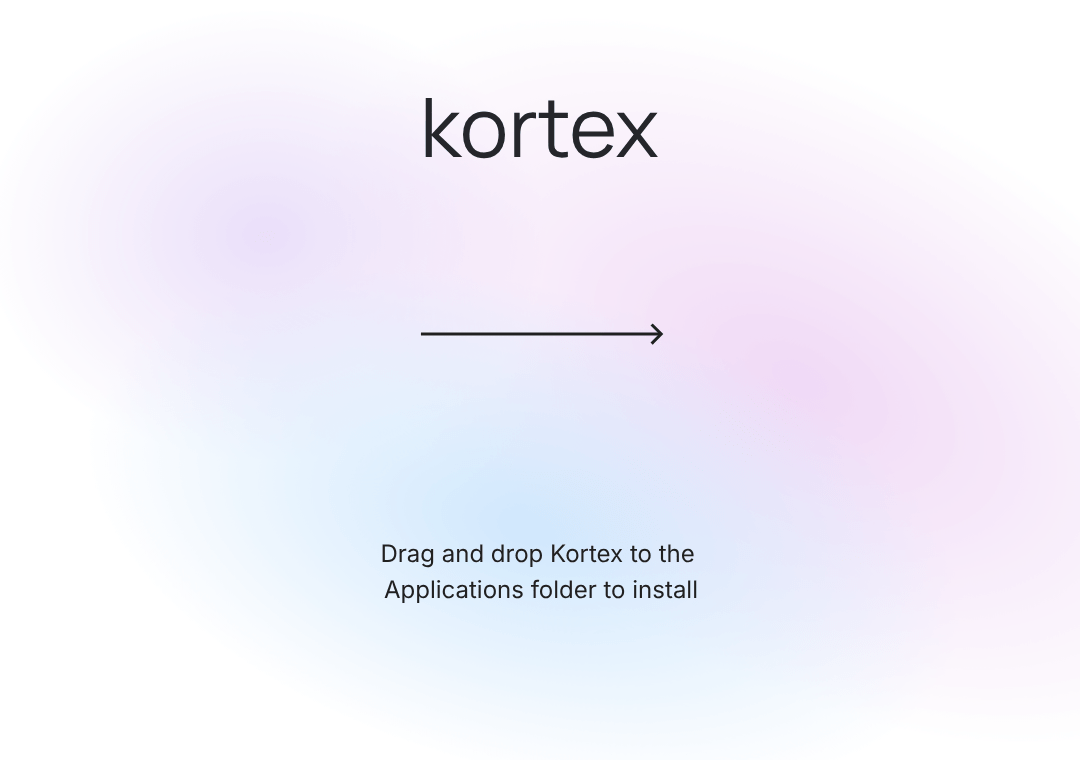 kortex
Drag and drop Kortex to the
Applications folder to install